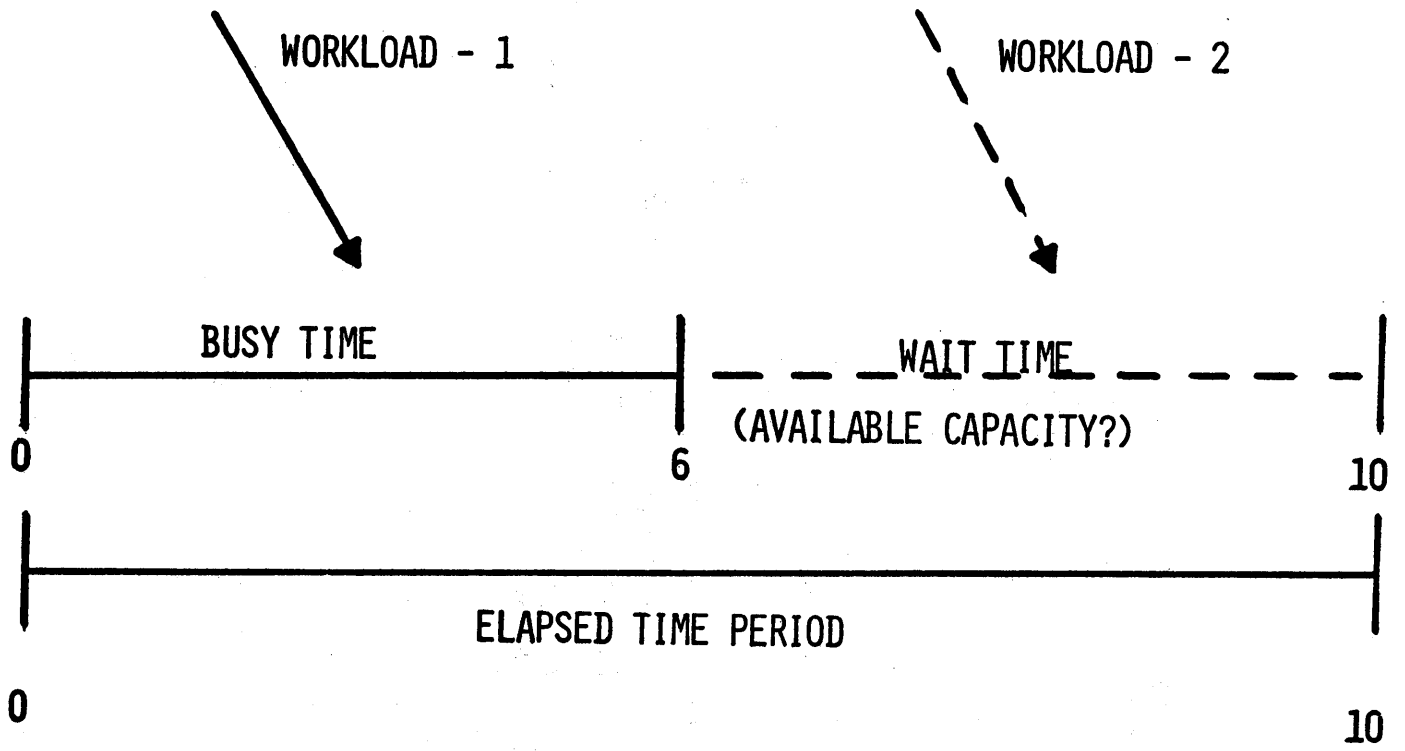 WORKLOAD - 1
WORKLOAD - 2
BUSY TIME
WAIT TIME
(AVAILABLE CAPACITY?)
0
6
10
ELAPSED TIME PERIOD
0
10